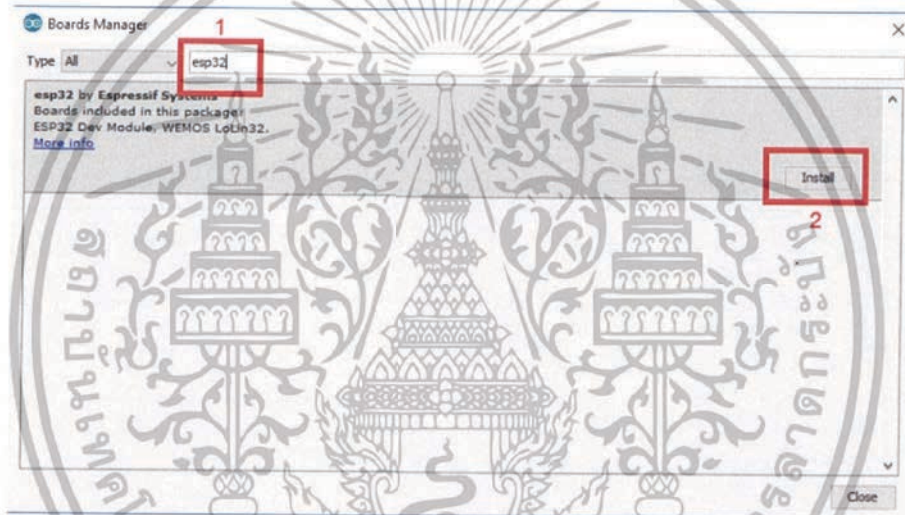 1
Boards Manager
Type All esp32
esp32 by Espressif Systems
Boards included in this package:
ESP32 Dev Module, WEMOS LoLin32.
More info
Install
2
Close